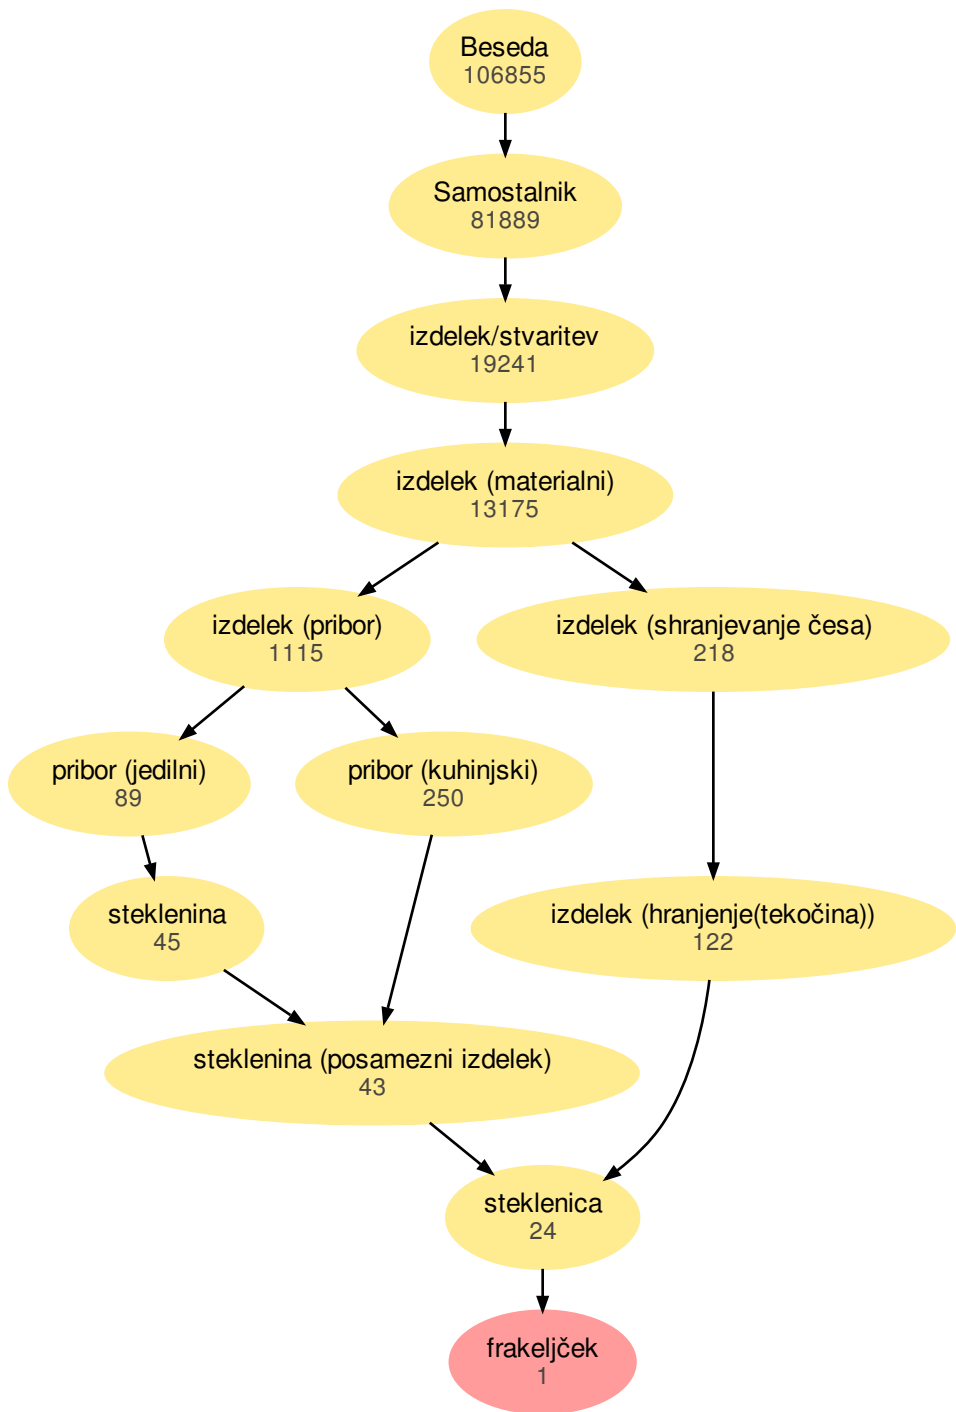 Beseda
106855
Samostalnik
81889
izdelek/stvaritev
19241
izdelek (materialni)
13175
izdelek (pribor)
1115
izdelek (shranjevanje česa)
218
pribor (jedilni)
89
pribor (kuhinjski)
250
steklenina
45
izdelek (hranjenje(tekočina))
122
steklenina (posamezni izdelek)
43
steklenica
24
frakeljček
1